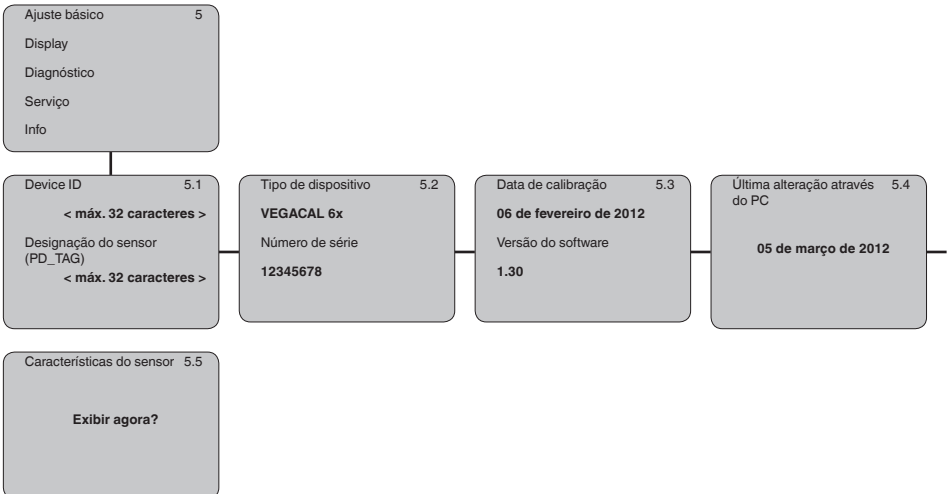 Ajuste básico 5
Display
Diagnóstico
Serviço
Info
Device ID 5.1
< máx. 32 caracteres >
Designação do sensor
(PD_TAG)
< máx. 32 caracteres >
Tipo de dispositivo 5.2
VEGACAL 6x
Número de série
12345678
Data de calibração 5.3
06 de fevereiro de 2012
Versão do software
1.30
Última alteração através 5.4
do PC
05 de março de 2012
Características do sensor 5.5
Exibir agora?